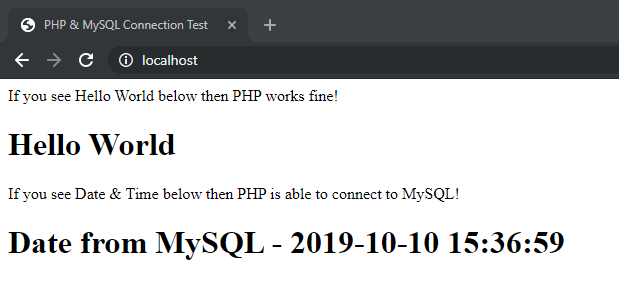 PHP & MySQL Connection Test
localhost
If you see Hello World below then PHP works fine!
Hello World
If you see Date & Time below then PHP is able to connect to MySQL!
Date from MySQL - 2019-10-10 15:36:59